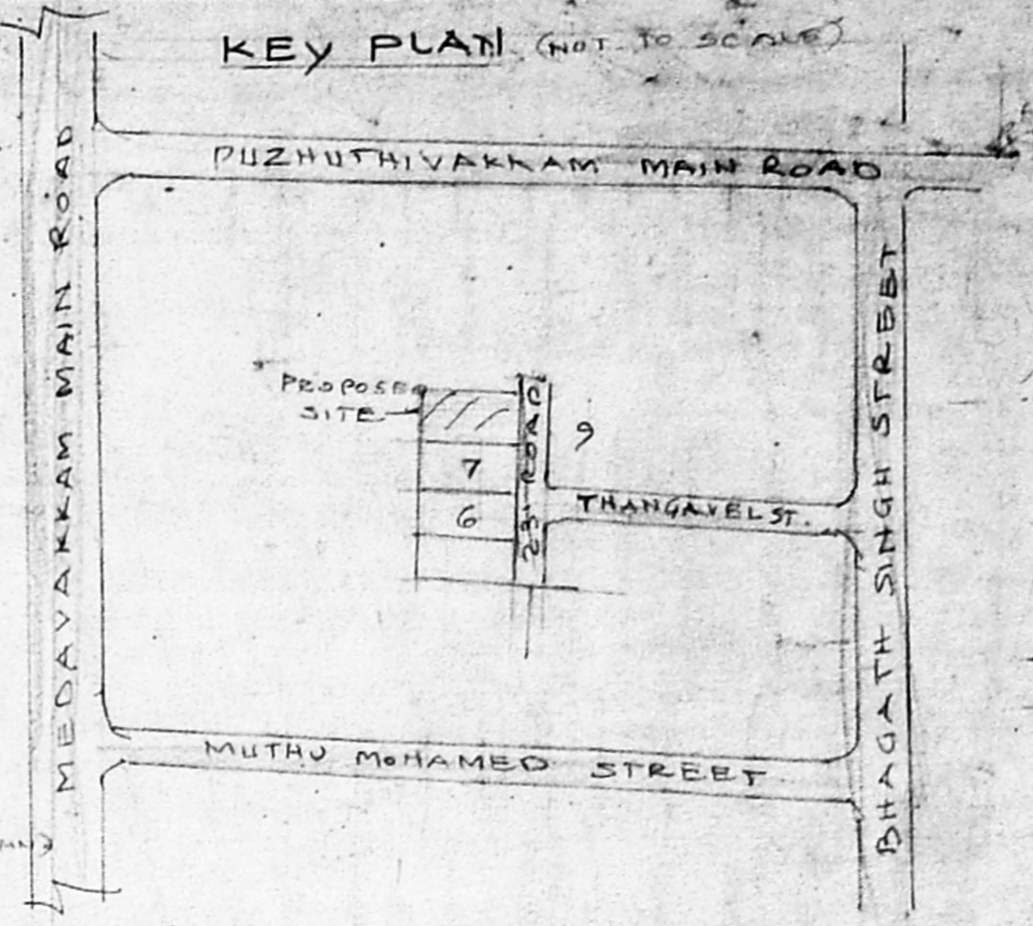 KEY PLAN (NOT TO SCALE)
PUZHUTHIVAKKAM MAIN ROAD
MEDAVAKKAM MAIN ROAD
BHAGATH SINGH STREET
PROPOSED
SITE
7
6
23' ROAD
9
THANGAVEL ST.
MUTHU MOHAMED STREET